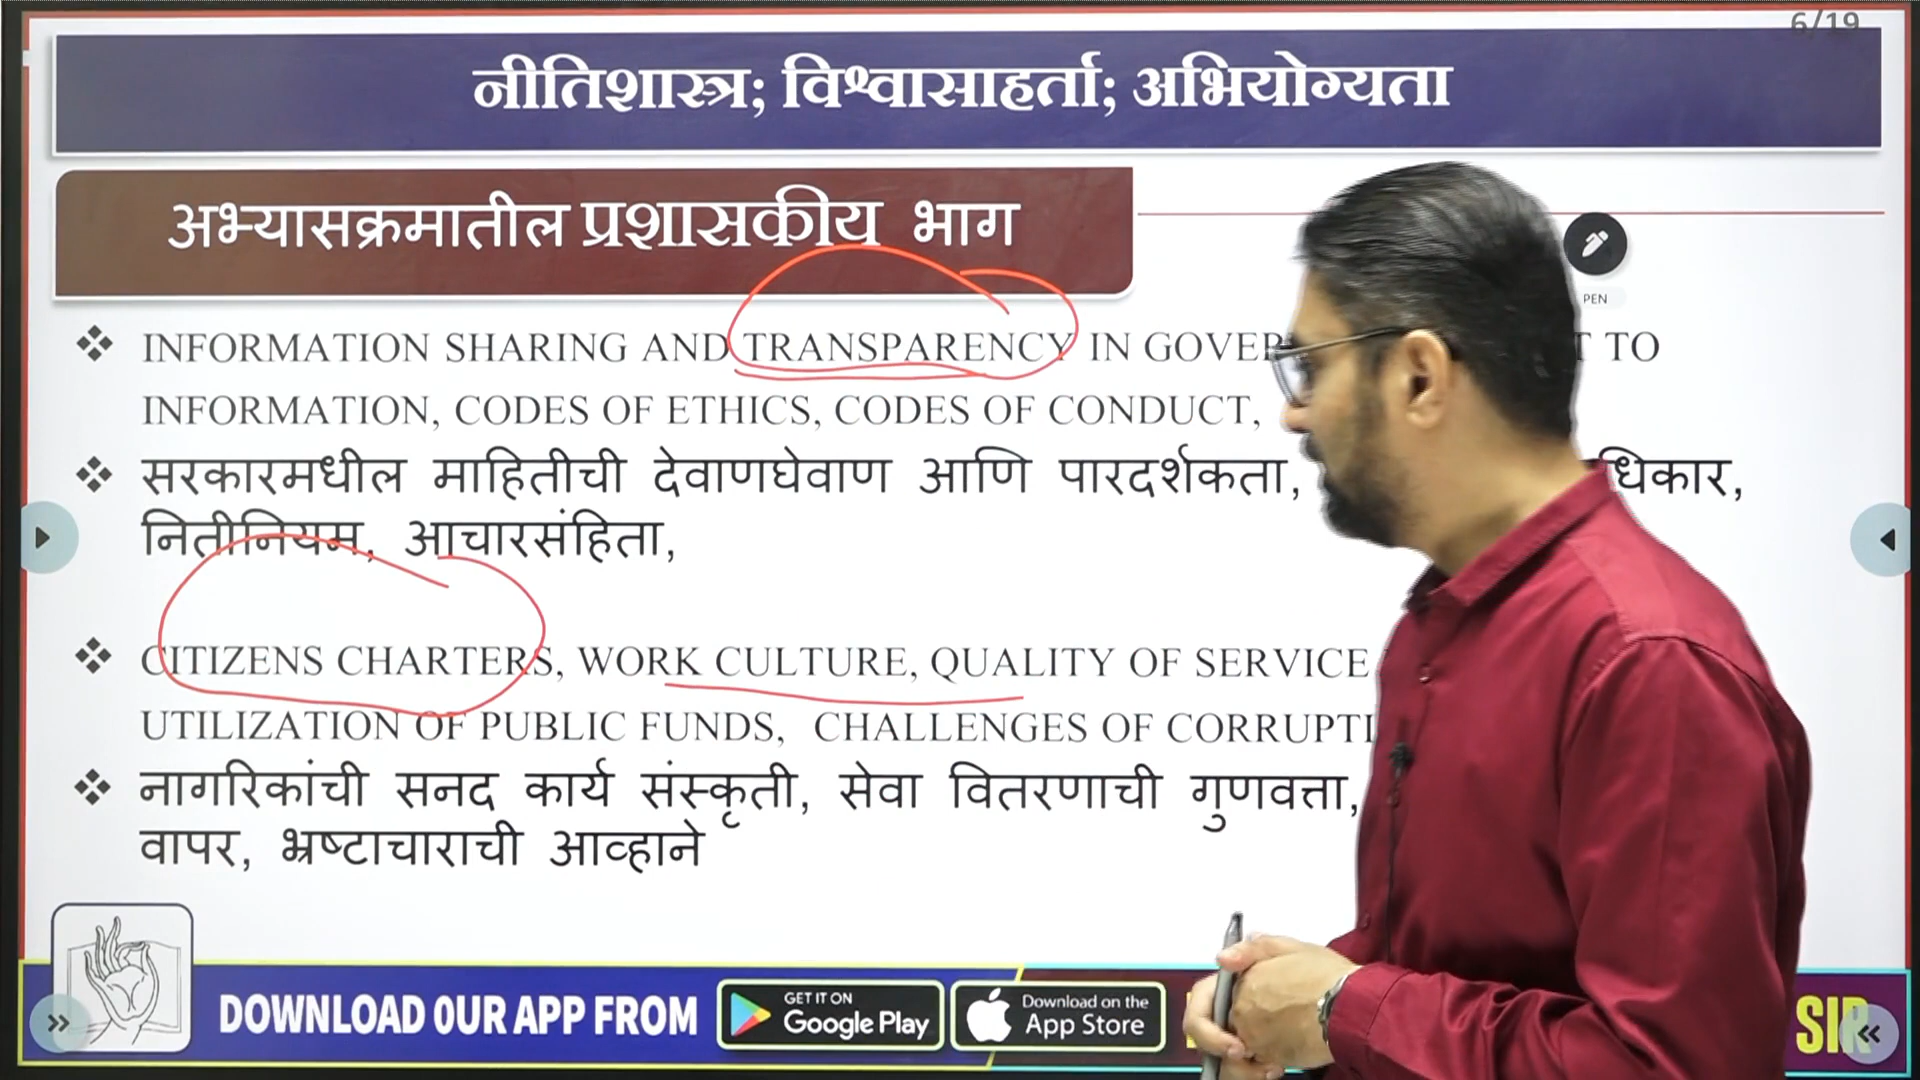 6/19
नीतिशास्त्र; विश्वासाहर्ता; अभियोग्यता
अभ्यासक्रमातील प्रशासकीय भाग
PEN
INFORMATION SHARING AND TRANSPARENCY IN TO
INFORMATION, CODES OF ETHICS, CODES OF CONDUCT,
सरकारमधील माहितीची देवाणघेवाण आणि पारदर्शकता,
नितीनियम, आचारसंहिता,
CITIZENS CHARTERS, WORK CULTURE, QUALITY OF SERVICE
UTILIZATION OF PUBLIC FUNDS, CHALLENGES OF
नागरिकांची सनद कार्य संस्कृती, सेवा वितरणाची गुणवत्ता,
वापर, भ्रष्टाचाराची आव्हाने
DOWNLOAD OUR APP FROM
GET IT ON
Google Play
Download on the
App Store
SIR